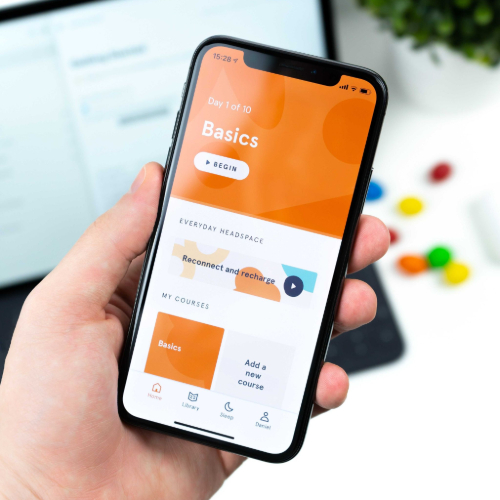 15:28
Day 1 of 10
Basics
BEGIN
EVERYDAY HEADSPACE
Reconnect and recharge
MY COURSES
Basics
Add a
new
course
Home
Library
Sleep
Daniel